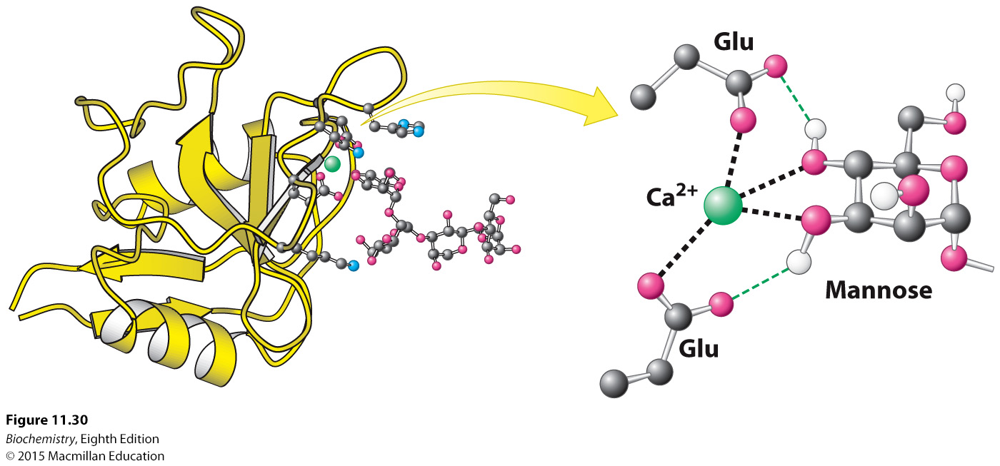 Glu
Ca²⁺
Mannose
Glu
Figure 11.30
Biochemistry, Eighth Edition
© 2015 Macmillan Education